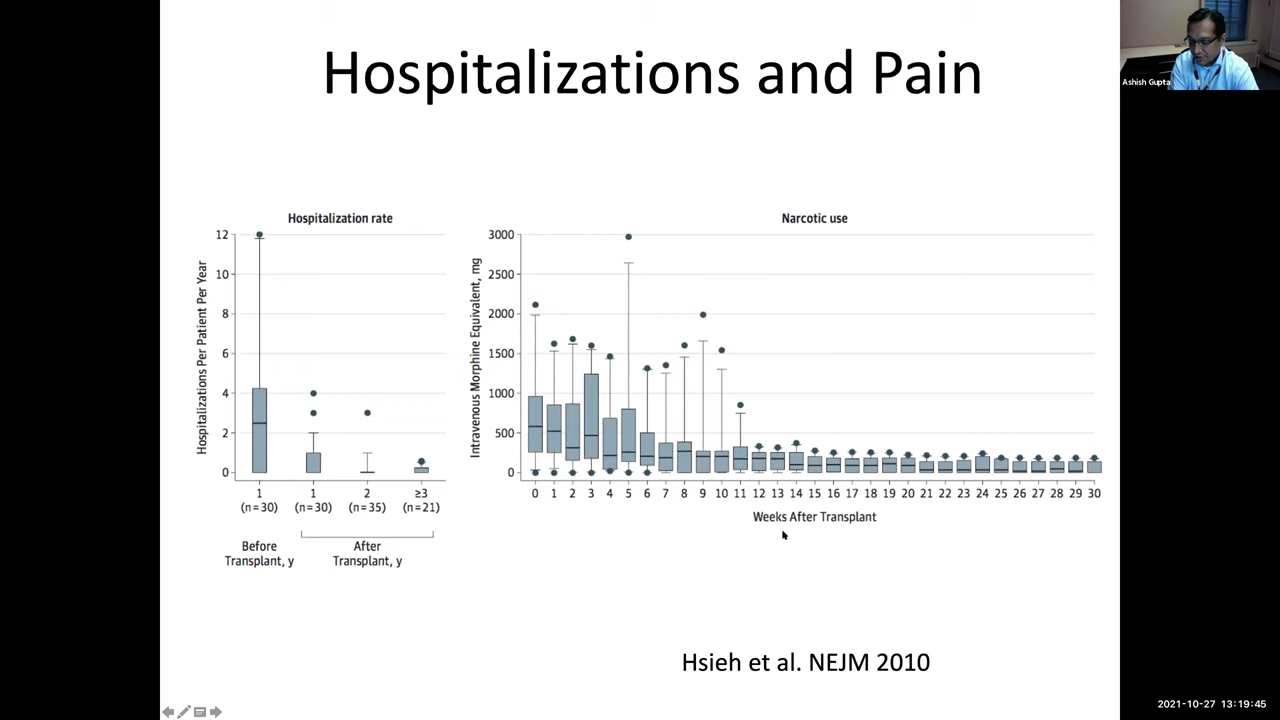 Hospitalizations and Pain
Ashish Gupta
Hospitalization rate
Hospitalizations Per Patient Per Year
12
10
8
6
4
2
0
1 1 2 ≥3
(n=30) (n=30) (n=35) (n=21)
Before After
Transplant, y Transplant, y
Narcotic use
Intravenous Morphine Equivalent, mg
3000
2500
2000
1500
1000
500
0
0 1 2 3 4 5 6 7 8 9 10 11 12 13 14 15 16 17 18 19 20 21 22 23 24 25 26 27 28 29 30
Weeks After Transplant
Hsieh et al. NEJM 2010
2021-10-27 13:19:45